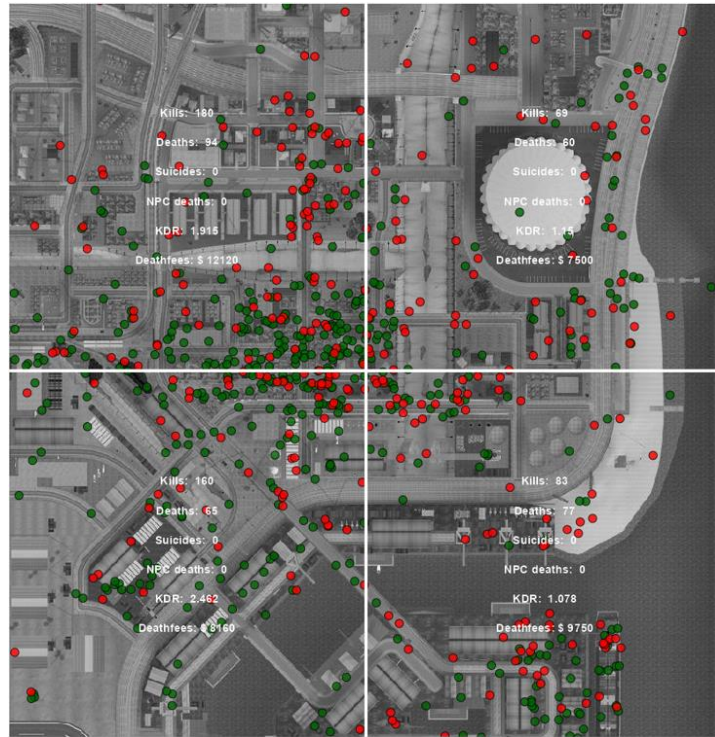 Kills: 180
Deaths: 94
Suicides: 0
NPC deaths: 0
KDR: 1.915
Deathfees: $ 12120
Kills: 69
Deaths: 60
Suicides: 0
NPC deaths: 0
KDR: 1.15
Deathfees: $ 7500
Kills: 160
Deaths: 65
Suicides: 0
NPC deaths: 0
KDR: 2.462
Deathfees: $ 8160
Kills: 83
Deaths: 77
Suicides: 0
NPC deaths: 0
KDR: 1.078
Deathfees: $ 9750